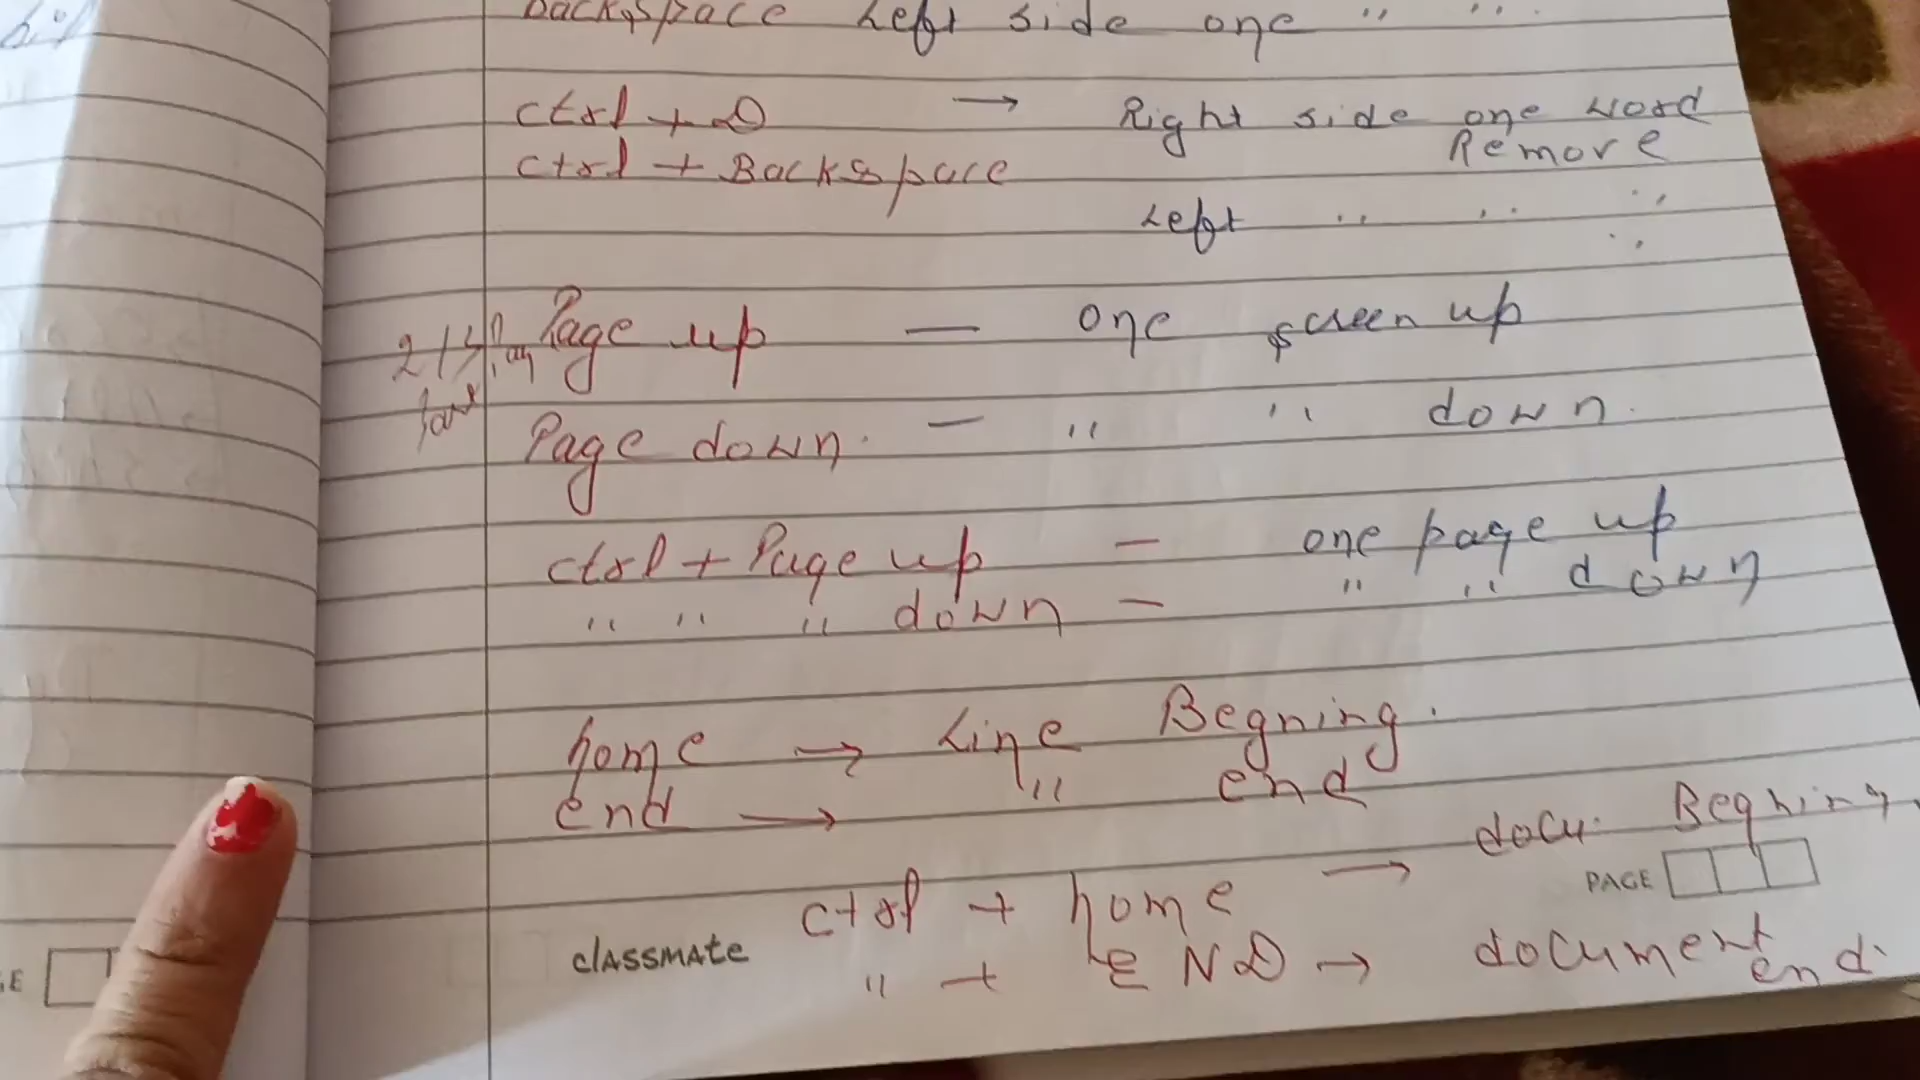 Backspace Left side one " "
ctrl + D → Right side one word
Remove
ctrl + Backspace
Left " " "
"
Page up — one screen up
Page down. — " " down.
ctrl + Page up — one page up
" " " down — " " down
home → Line Begning.
end → " end
ctrl + home → docu. Begning
PAGE
classmate
" + END → document
end.